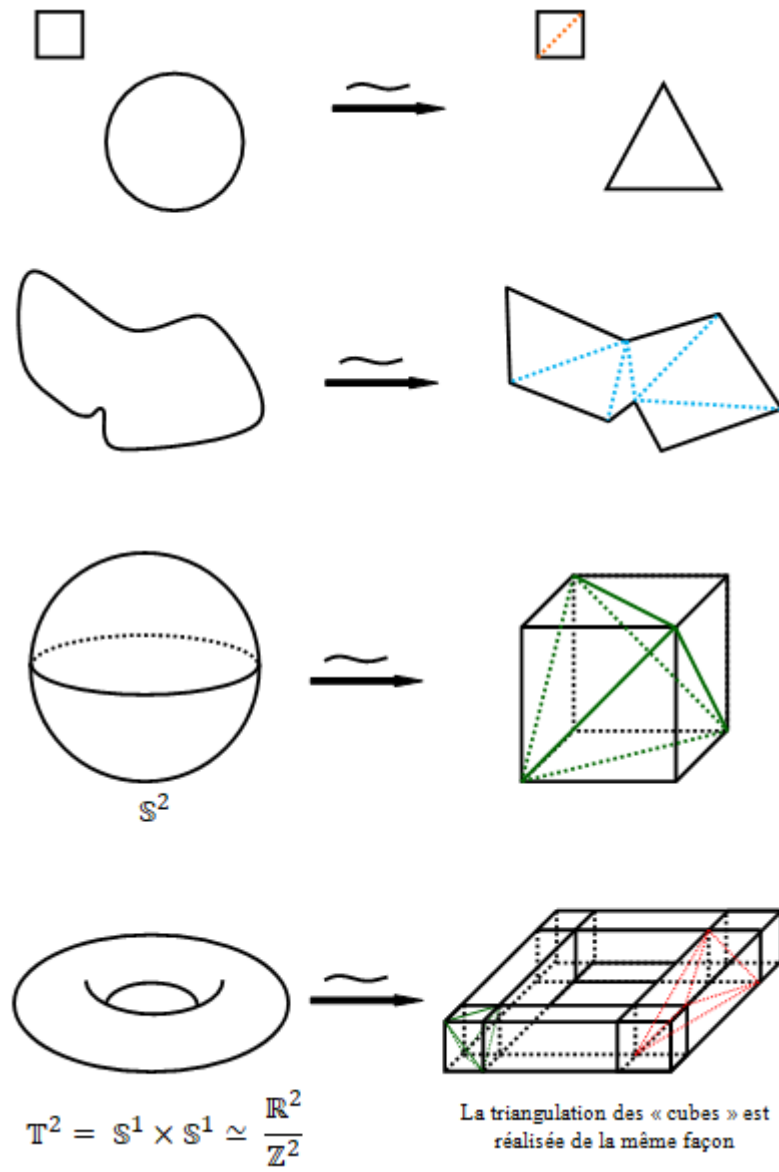 𝕊²
𝕋² = 𝕊¹ × 𝕊¹ ≃ ℝ²/ℤ²
La triangulation des « cubes » est
réalisée de la même façon